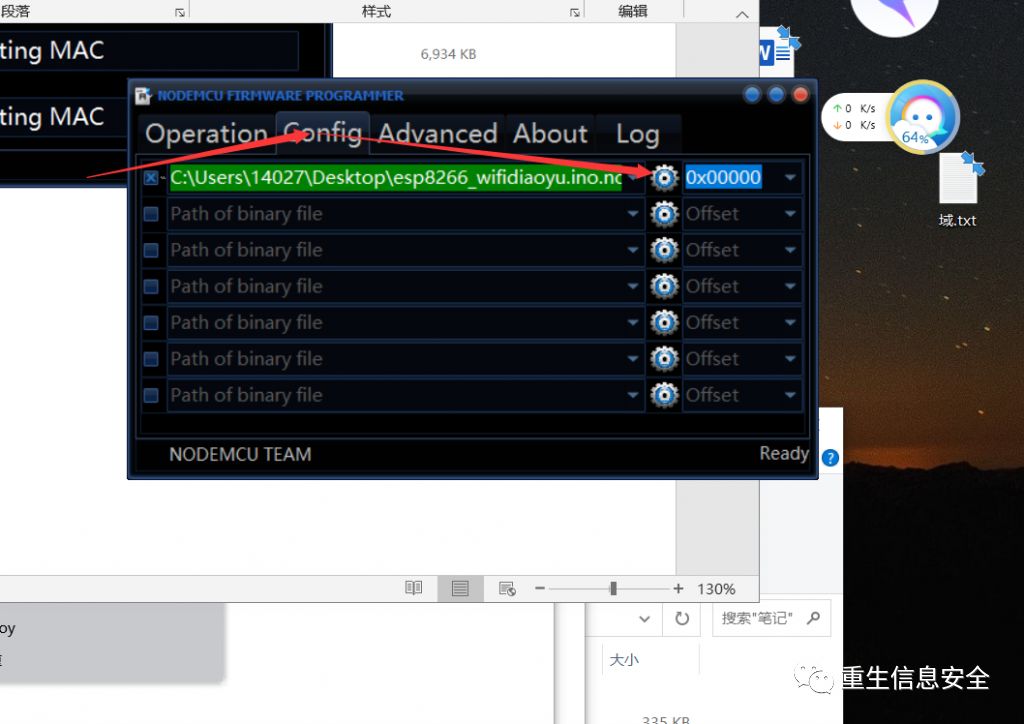 段落
样式
编辑
ting MAC
6,934 KB
ting MAC
NODEMCU FIRMWARE PROGRAMMER
Operation Config Advanced About Log
C:\Users\14027\Desktop\esp8266_wifidiaoyu.ino.nc 0x00000
Path of binary file Offset
Path of binary file Offset
Path of binary file Offset
Path of binary file Offset
Path of binary file Offset
Path of binary file Offset
NODEMCU TEAM Ready
W
↑ 0 K/s
↓ 0 K/s
64%
域.txt
?
130%
oy
搜索"笔记"
大小
335 KB
重生信息安全